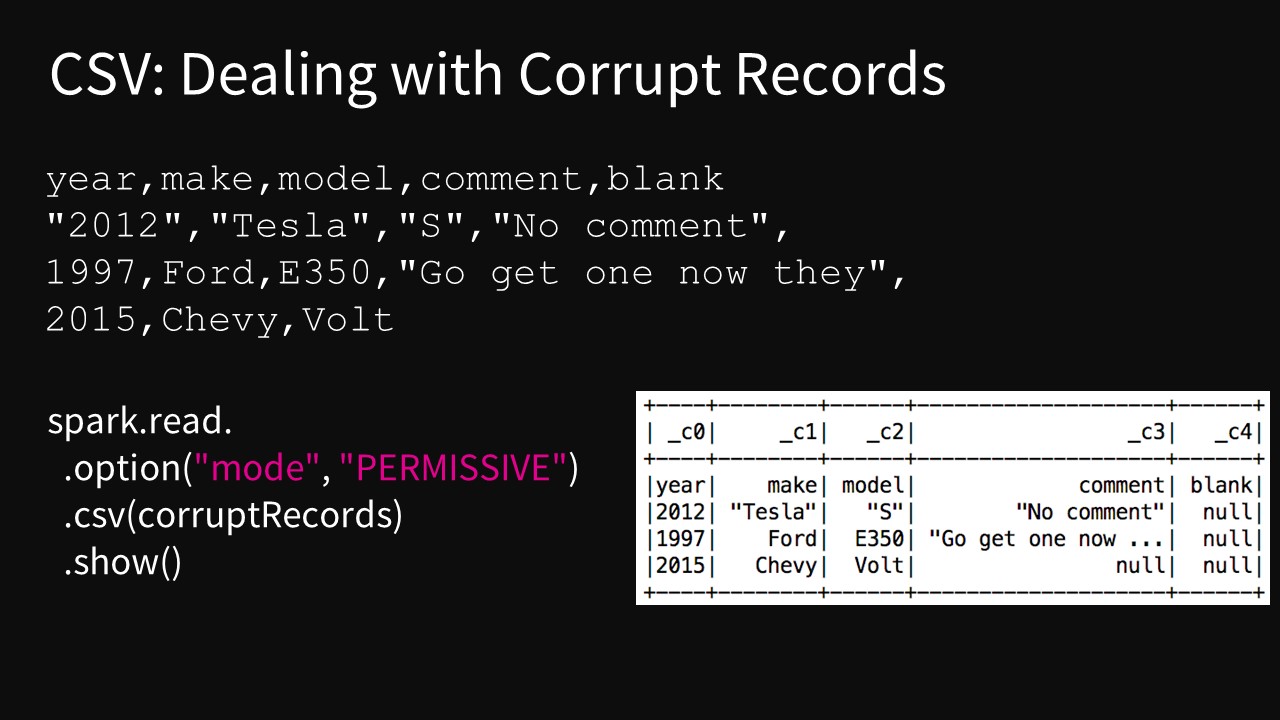 CSV: Dealing with Corrupt Records
year,make,model,comment,blank
"2012","Tesla","S","No comment",
1997,Ford,E350,"Go get one now they",
2015,Chevy,Volt
spark.read.
.option("mode", "PERMISSIVE")
.csv(corruptRecords)
.show()
+----+--------+------+----------------------+------+
| _c0|     _c1|   _c2|                   _c3|   _c4|
+----+--------+------+----------------------+------+
|year|    make| model|               comment| blank|
|2012| "Tesla"|   "S"|          "No comment"|  null|
|1997|    Ford|  E350| "Go get one now ...|  null|
|2015|   Chevy|  Volt|                  null|  null|
+----+--------+------+----------------------+------+